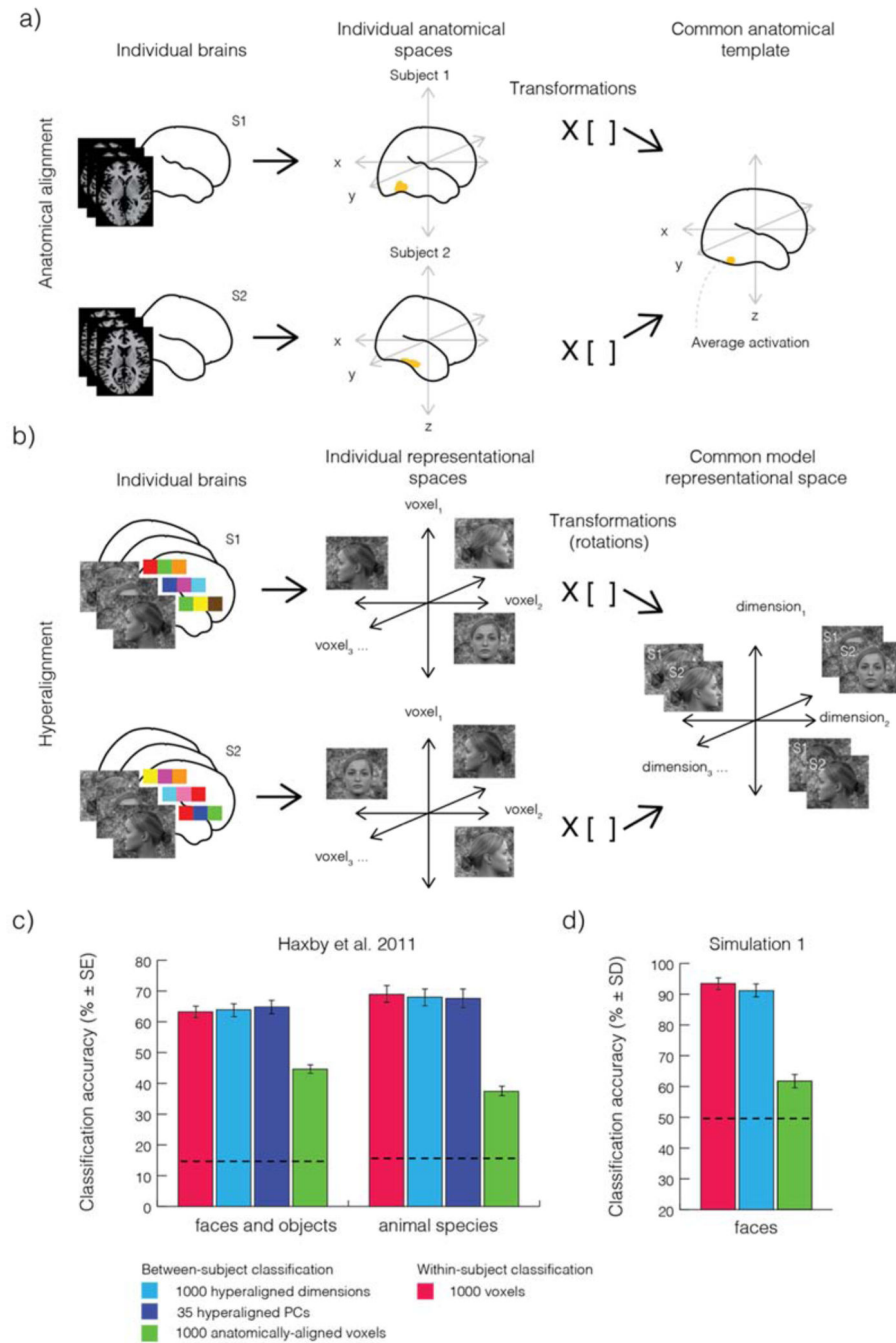 a)
Individual brains
Individual anatomical
spaces
Common anatomical
template
Anatomical alignment
S1
Subject 1
x
y
Transformations
X [ ]
S2
Subject 2
x
y
z
X [ ]
x
y
z
Average activation
b)
Individual brains
Individual representational
spaces
Common model
representational space
Hyperalignment
S1
voxel1
voxel2
voxel3 ...
Transformations
(rotations)
X [ ]
S2
voxel1
voxel2
voxel3 ...
X [ ]
dimension1
dimension2
dimension3 ...
S1
S2
S1
S2
S1
S2
c)
Haxby et al. 2011
Classification accuracy (% ± SE)
80
70
60
50
40
30
20
10
0
faces and objects
animal species
d)
Simulation 1
Classification accuracy (% ± SD)
100
90
80
70
60
50
40
30
20
faces
Between-subject classification
1000 hyperaligned dimensions
35 hyperaligned PCs
1000 anatomically-aligned voxels
Within-subject classification
1000 voxels